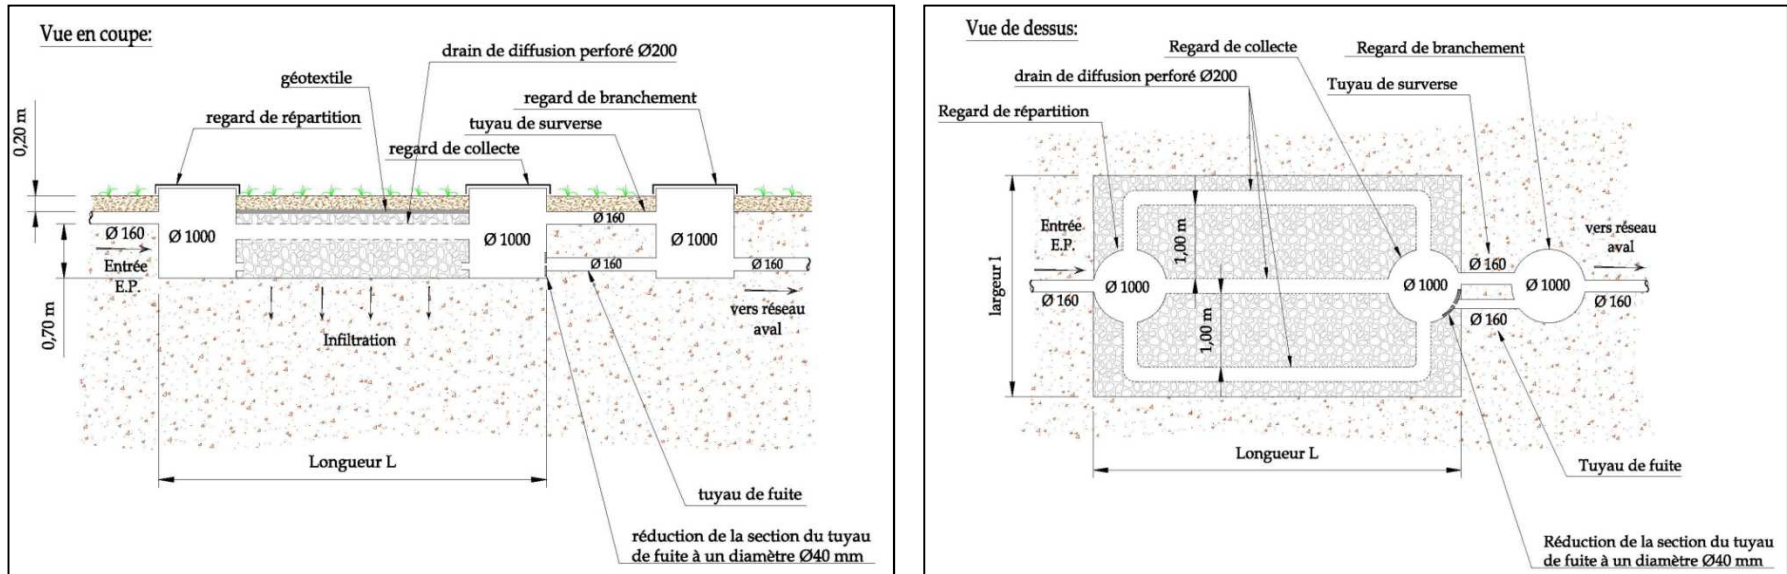 Vue en coupe:
drain de diffusion perforé Ø200
géotextile
regard de branchement
regard de répartition
tuyau de surverse
regard de collecte
0,20 m
Ø 160
Ø 160
Ø 1000
Ø 1000
Ø 1000
Entrée
E.P.
Ø 160
Ø 160
0,70 m
Infiltration
vers réseau
aval
Longueur L
tuyau de fuite
réduction de la section du tuyau
de fuite à un diamètre Ø40 mm
Vue de dessus:
Regard de collecte
Regard de branchement
drain de diffusion perforé Ø200
Tuyau de surverse
Regard de répartition
Entrée
E.P.
1,00 m
vers réseau
aval
largeur l
Ø 160
Ø 1000
Ø 1000
Ø 160
Ø 1000
Ø 160
Ø 160
1,00 m
Longueur L
Tuyau de fuite
Réduction de la section du tuyau
de fuite à un diamètre Ø40 mm